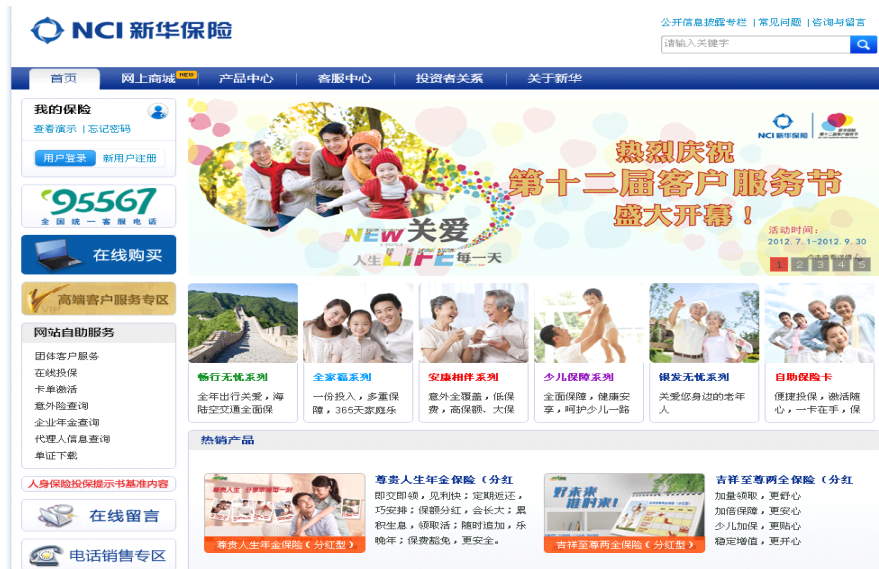 NCI 新华保险
公开信息披露专栏 | 常见问题 | 咨询与留言
请输入关键字
首页
网上商城 NEW
产品中心
客服中心
投资者关系
关于新华
我的保险
查看演示 | 忘记密码
用户登录
新用户注册
95567
全国统一客服电话
在线购买
高端客户服务专区
网站自助服务
团体客户服务
在线投保
卡单激活
意外险查询
企业年金查询
代理人信息查询
单证下载
人身保险投保提示书基准内容
在线留言
电话销售专区
NCI 新华保险
热烈庆祝
第十二届客户服务节
盛大开幕！
NEW 关爱
人生 LIFE 每一天
活动时间：
2012. 7. 1-2012. 9. 30
1 2 3 4 5
畅行无忧系列
全年出行关爱，海
陆空交通全面保
全家福系列
一份投入，多重保
障，365天家庭乐
安康相伴系列
意外全覆盖，低保
费，高保额、大保
少儿保障系列
全面保障，健康安
享，呵护少儿一路
银发无忧系列
关爱您身边的老年
人
自助保险卡
便捷投保，激活随
心，一卡在手，保
热销产品
尊贵人生年金保险（分红型）
尊贵人生年金保险（分红
即交即领，见利快；定期返还，
巧安排；保额分红，会长大；累
积生息，领取活；随时追加，乐
晚年；保费豁免，更安全。
好未来
谁时来！
吉祥至尊两全保险（分红型）
吉祥至尊两全保险（分红
加量领取，更舒心
加倍保障，更安心
少儿加保，更贴心
稳定增值，更开心